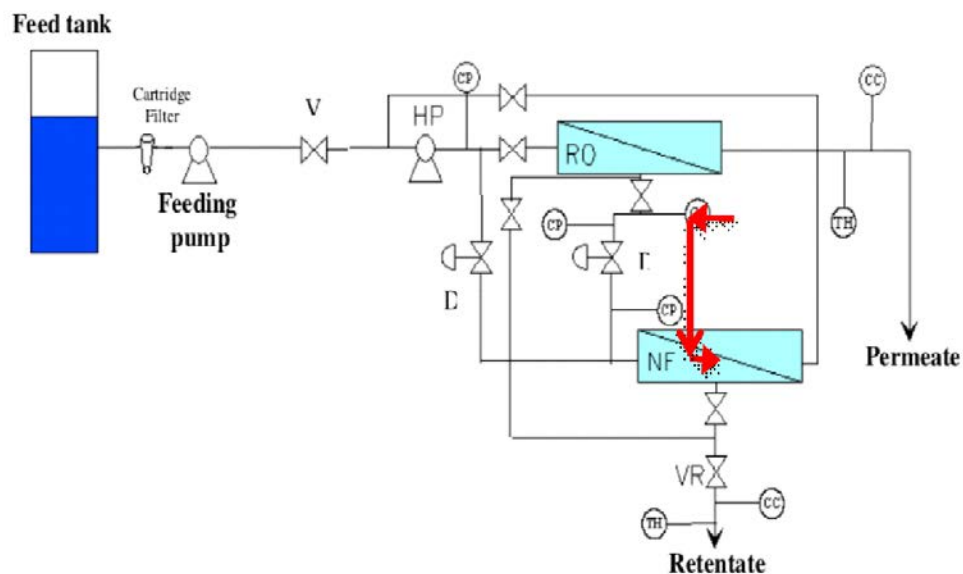 Feed tank
Cartridge
Filter
V
HP
CP
CC
RO
Feeding
pump
CP
TH
D
CP
NF
Permeate
VR
CC
TH
Retentate